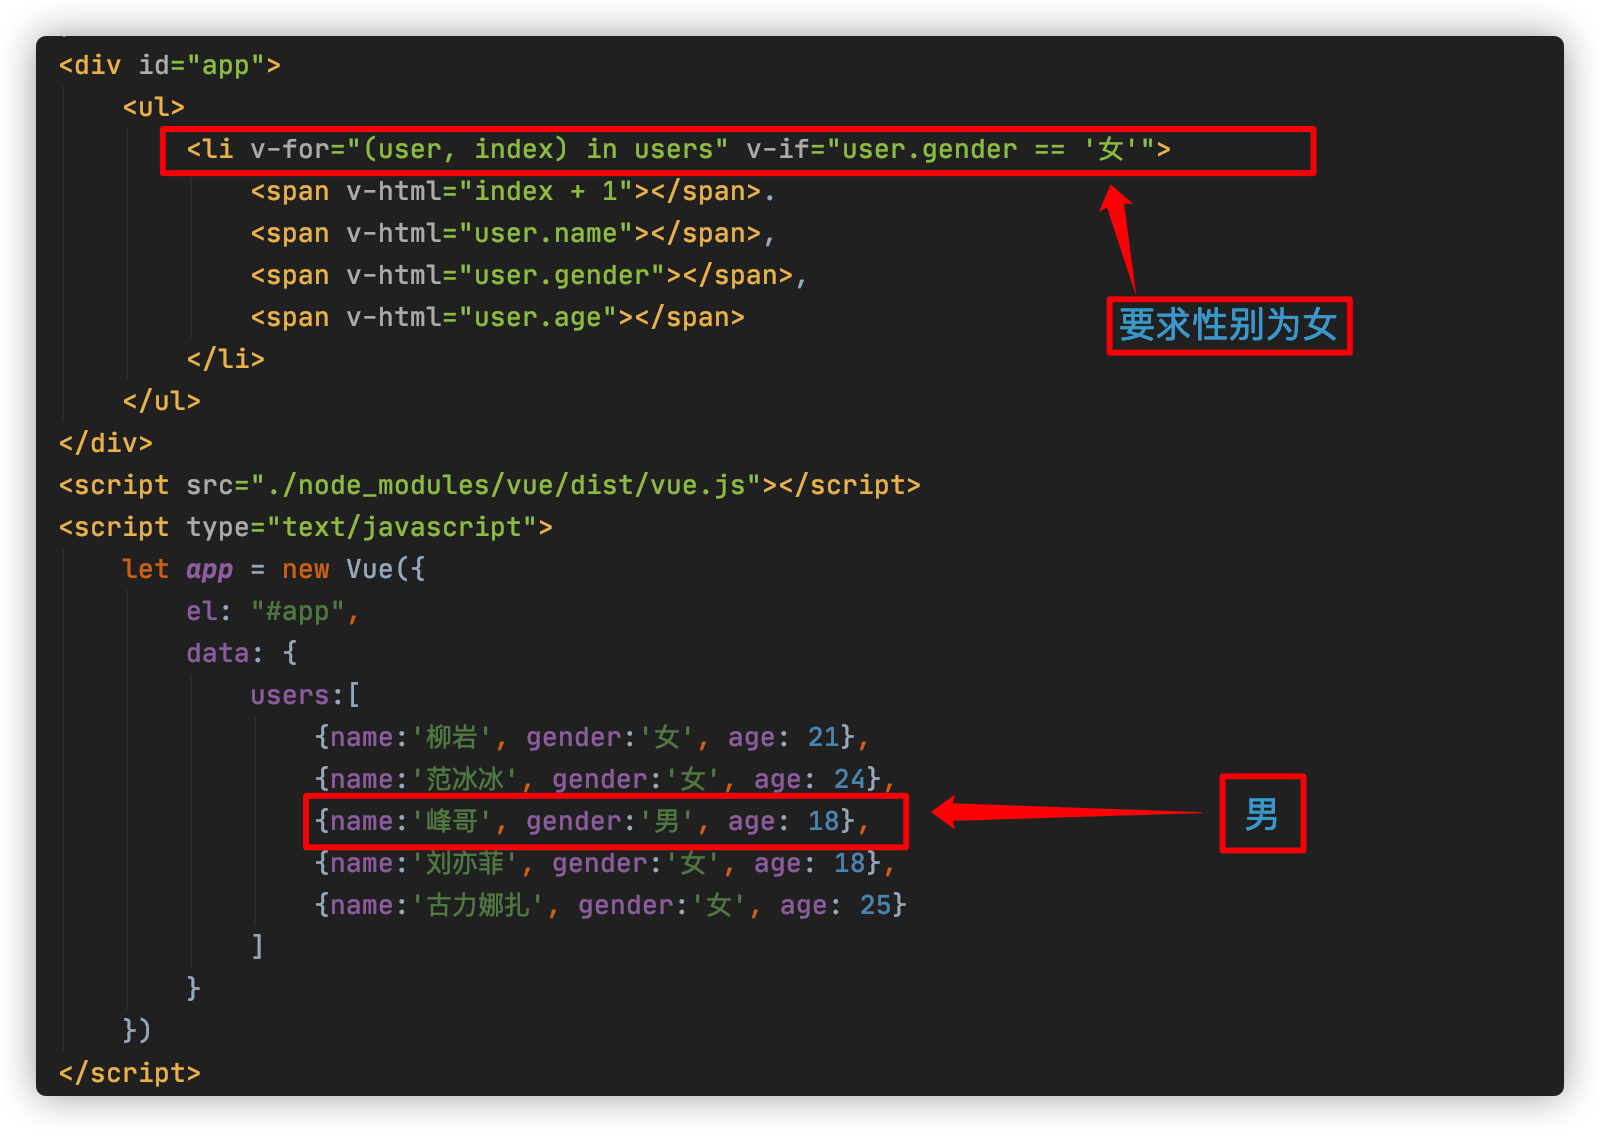 <div id="app">
<ul>
<li v-for="(user, index) in users" v-if="user.gender == '女'">
<span v-html="index + 1"></span>.
<span v-html="user.name"></span>,
<span v-html="user.gender"></span>,
要求性别为女
<span v-html="user.age"></span>
</li>
</ul>
</div>
<script src="./node_modules/vue/dist/vue.js"></script>
<script type="text/javascript">
let app = new Vue({
el: "#app",
data: {
users:[
{name:'柳岩', gender:'女', age: 21},
{name:'范冰冰', gender:'女', age: 24},
{name:'峰哥', gender:'男', age: 18},
男
{name:'刘亦菲', gender:'女', age: 18},
{name:'古力娜扎', gender:'女', age: 25}
]
}
})
</script>